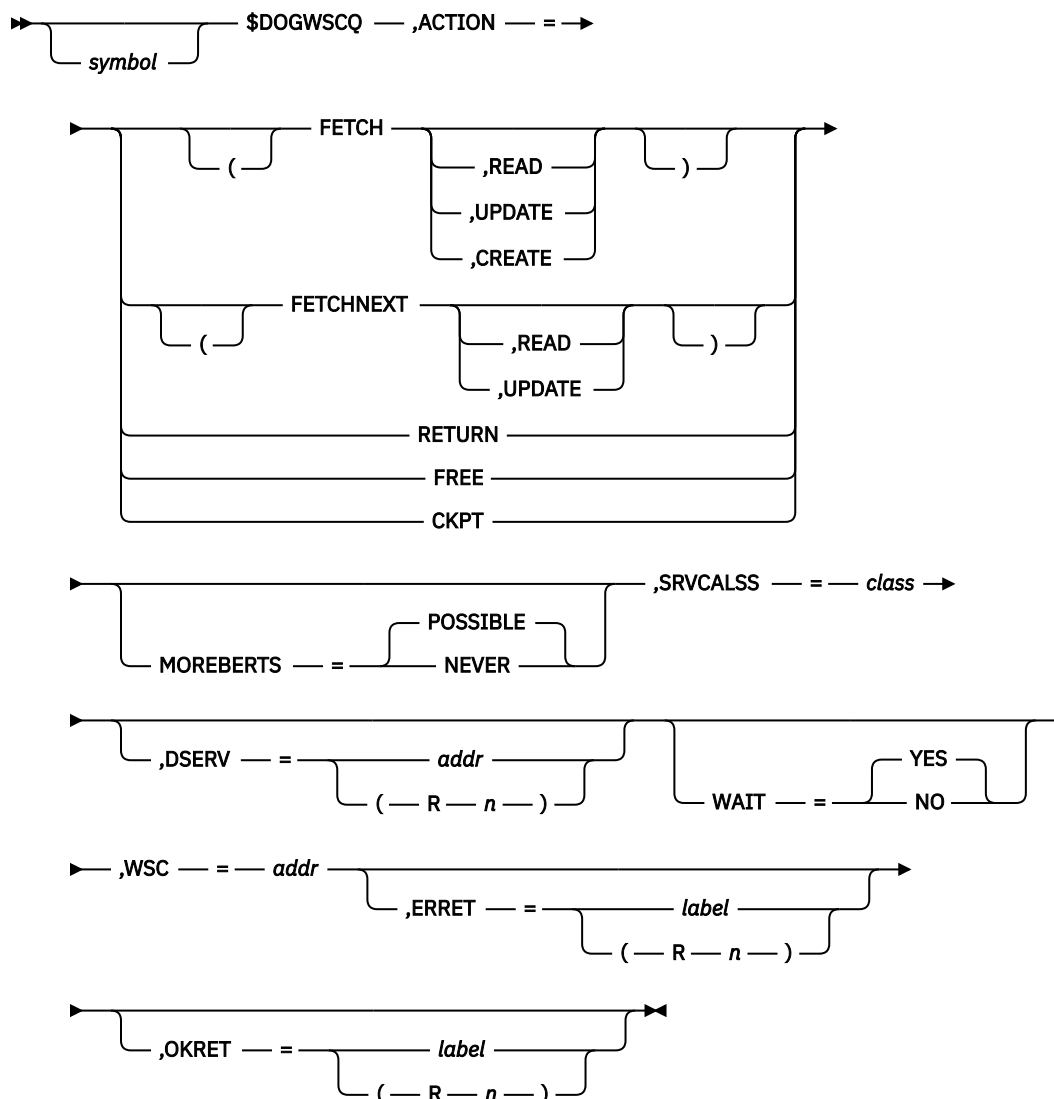 $DOGWSCQ ,ACTION =
symbol
( FETCH )
,READ
,UPDATE
,CREATE
( FETCHNEXT )
,READ
,UPDATE
RETURN
FREE
CKPT
,SRVCALSS = class
MOREBERTS = POSSIBLE
NEVER
,DSERV = addr
( R n )
WAIT = YES
NO
,WSC = addr
,ERRET = label
( R n )
,OKRET = label
( R n )